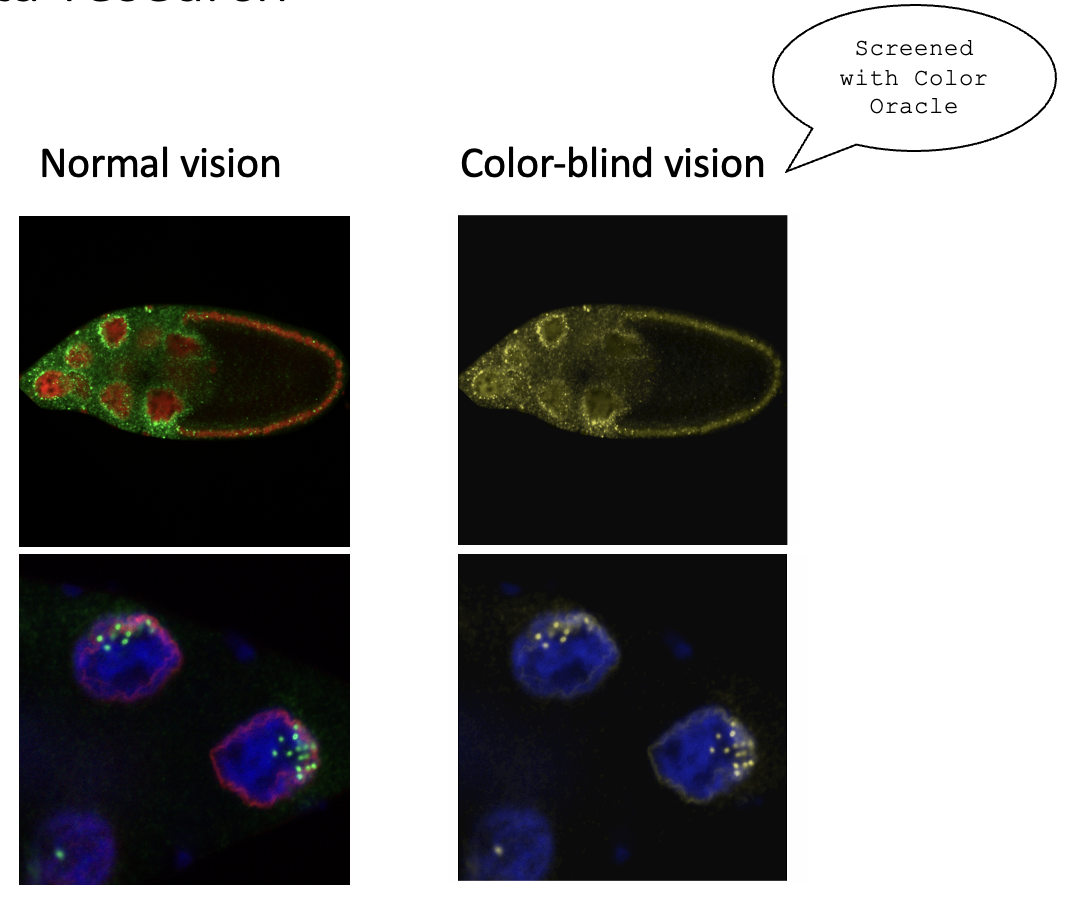 Screened
with Color
Oracle
Normal vision
Color-blind vision